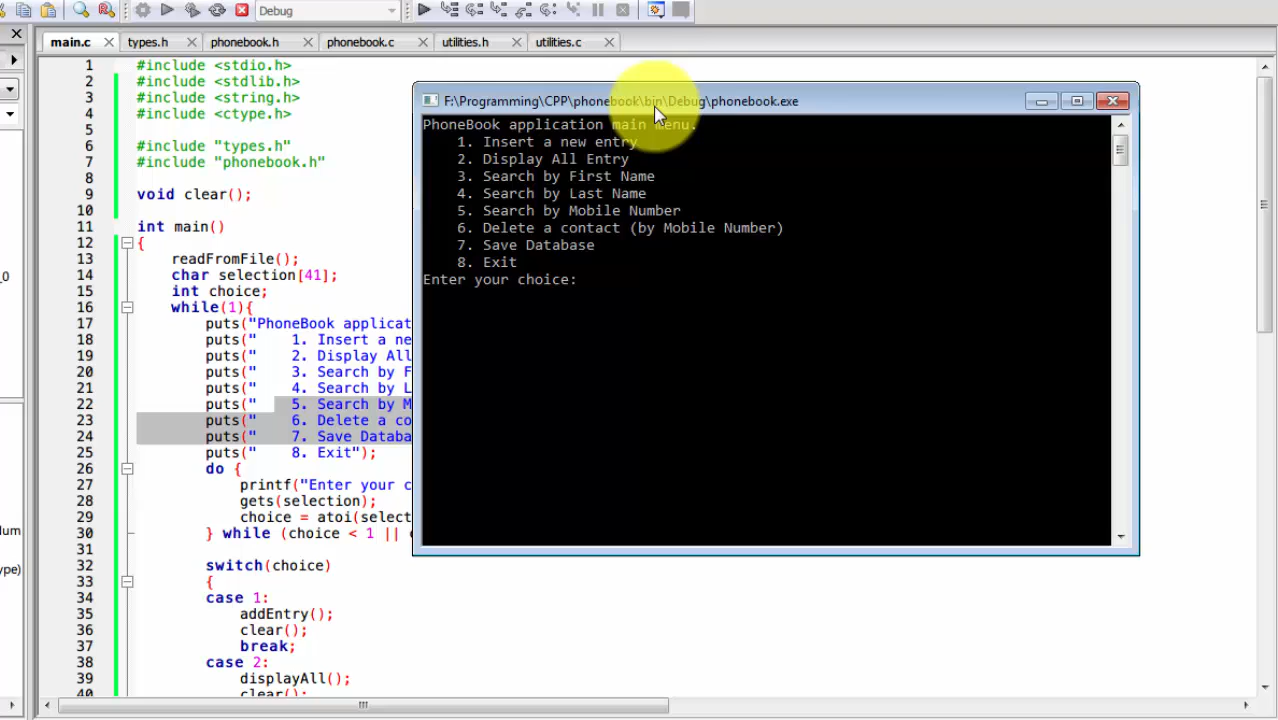 Debug
main.c types.h phonebook.h phonebook.c utilities.h utilities.c
1 #include <stdio.h>
2 #include <stdlib.h>
3 #include <string.h>
4 #include <ctype.h>
5
6 #include "types.h"
7 #include "phonebook.h"
8
9 void clear();
10
11 int main()
12 {
13 readFromFile();
14 char selection[41];
15 int choice;
16 while(1){
17 puts("PhoneBook applicat
18 puts("    1. Insert a ne
19 puts("    2. Display All
20 puts("    3. Search by F
21 puts("    4. Search by L
22 puts("    5. Search by M
23 puts("    6. Delete a co
24 puts("    7. Save Databa
25 puts("    8. Exit");
26 do {
27 printf("Enter your c
28 gets(selection);
29 choice = atoi(select
30 } while (choice < 1 ||
31
32 switch(choice)
33 {
34 case 1:
35 addEntry();
36 clear();
37 break;
38 case 2:
39 displayAll();
40 clear();
F:\Programming\CPP\phonebook\bin\Debug\phonebook.exe
PhoneBook application main menu.
1. Insert a new entry
2. Display All Entry
3. Search by First Name
4. Search by Last Name
5. Search by Mobile Number
6. Delete a contact (by Mobile Number)
7. Save Database
8. Exit
Enter your choice:
_0
lum
ype)